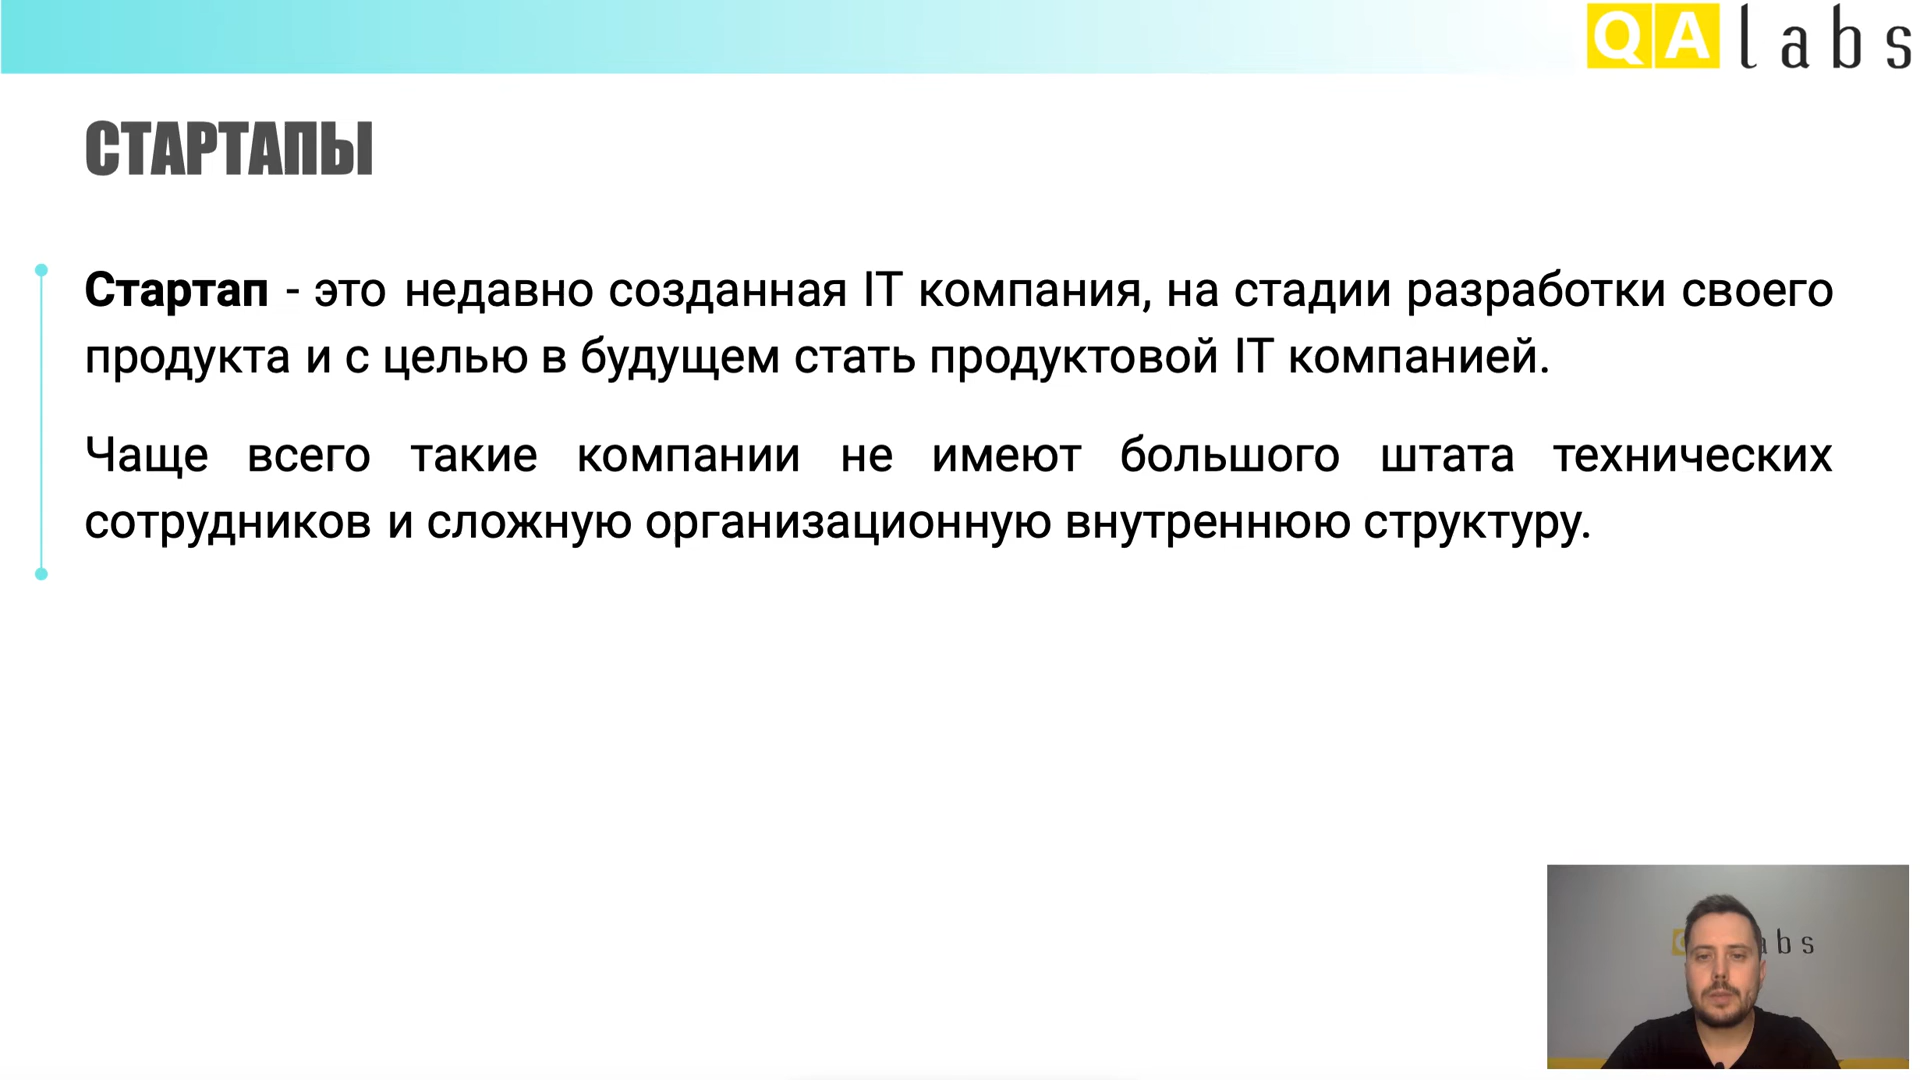 QA labs
СТАРТАПЫ
Стартап - это недавно созданная IT компания, на стадии разработки своего
продукта и с целью в будущем стать продуктовой IT компанией.
Чаще всего такие компании не имеют большого штата технических
сотрудников и сложную организационную внутреннюю структуру.
abs